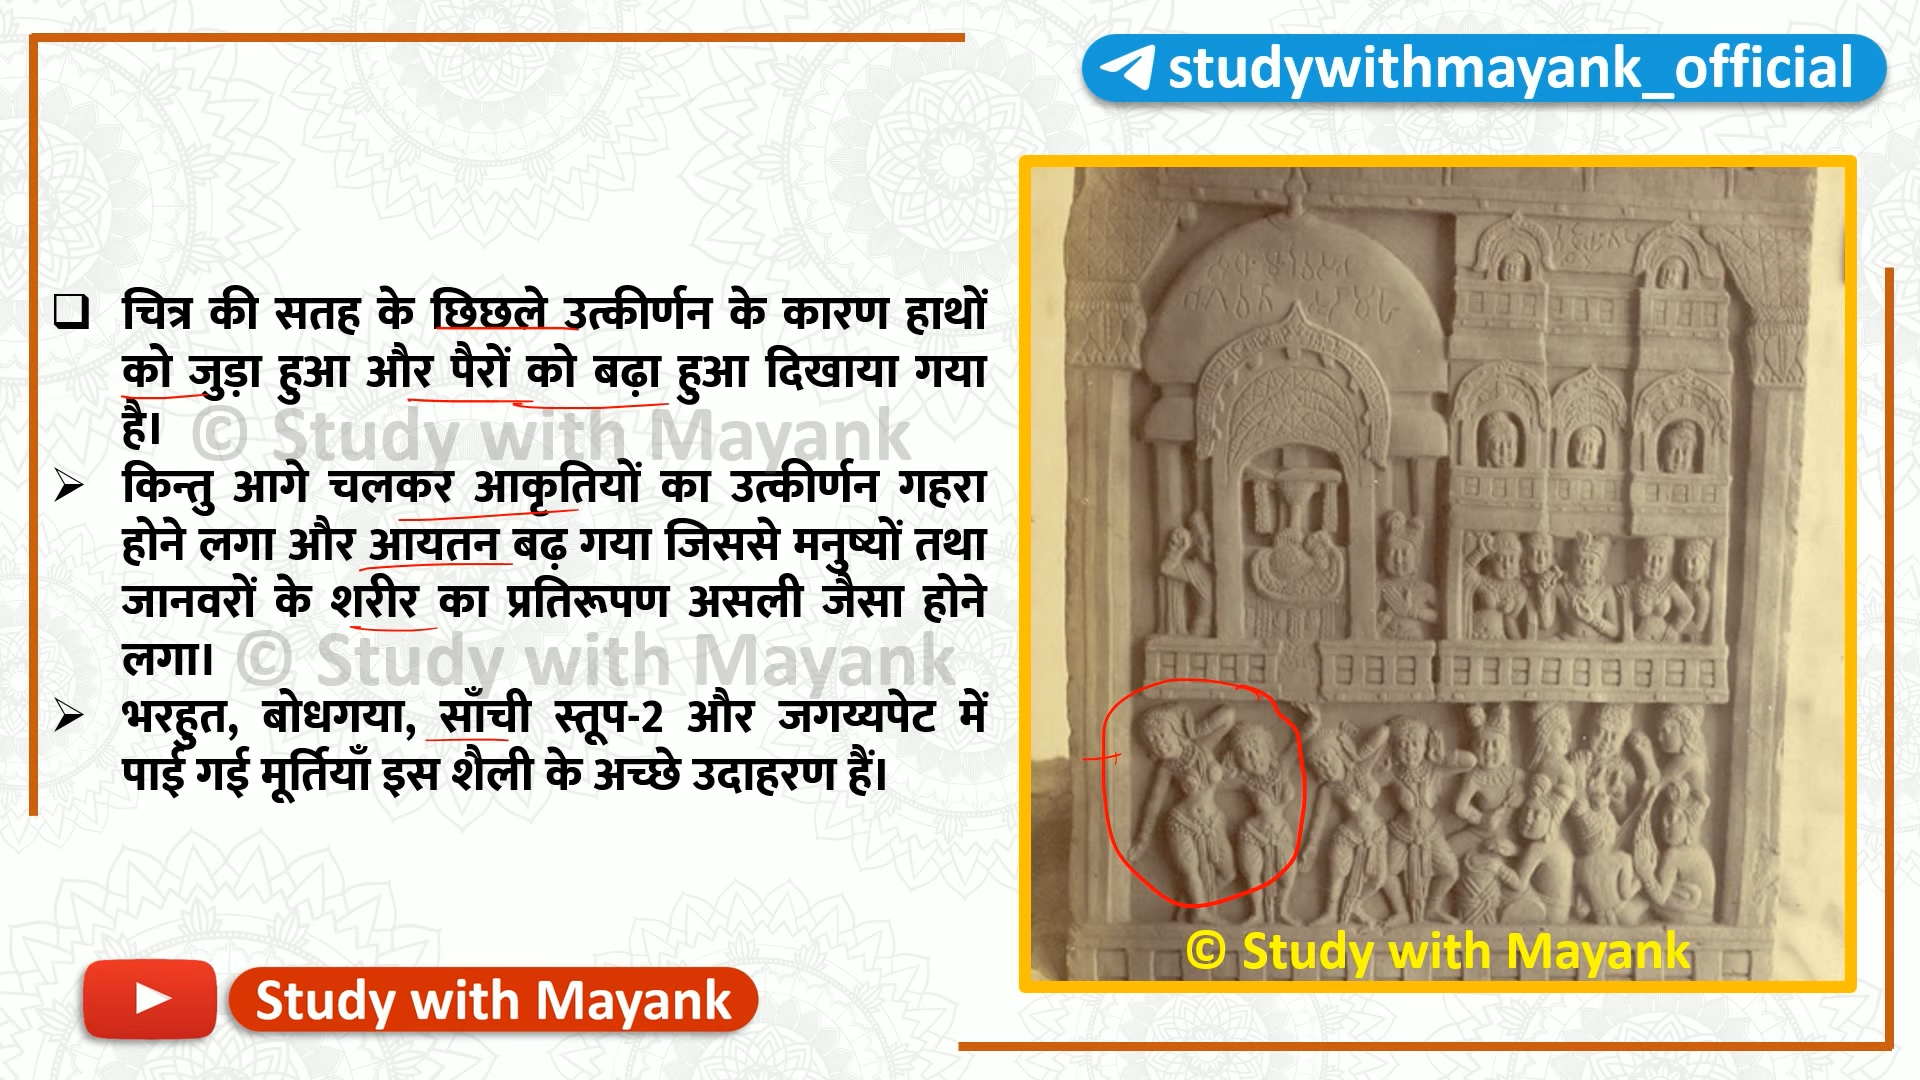 studywithmayank_official
चित्र की सतह के छिछले उत्कीर्णन के कारण हाथों
को जुड़ा हुआ और पैरों को बढ़ा हुआ दिखाया गया
है।
© Study with Mayank
किन्तु आगे चलकर आकृतियों का उत्कीर्णन गहरा
होने लगा और आयतन बढ़ गया जिससे मनुष्यों तथा
जानवरों के शरीर का प्रतिरूपण असली जैसा होने
लगा।
© Study with Mayank
भरहुत, बोधगया, साँची स्तूप-2 और जगय्यपेट में
पाई गई मूर्तियाँ इस शैली के अच्छे उदाहरण हैं।
© Study with Mayank
Study with Mayank